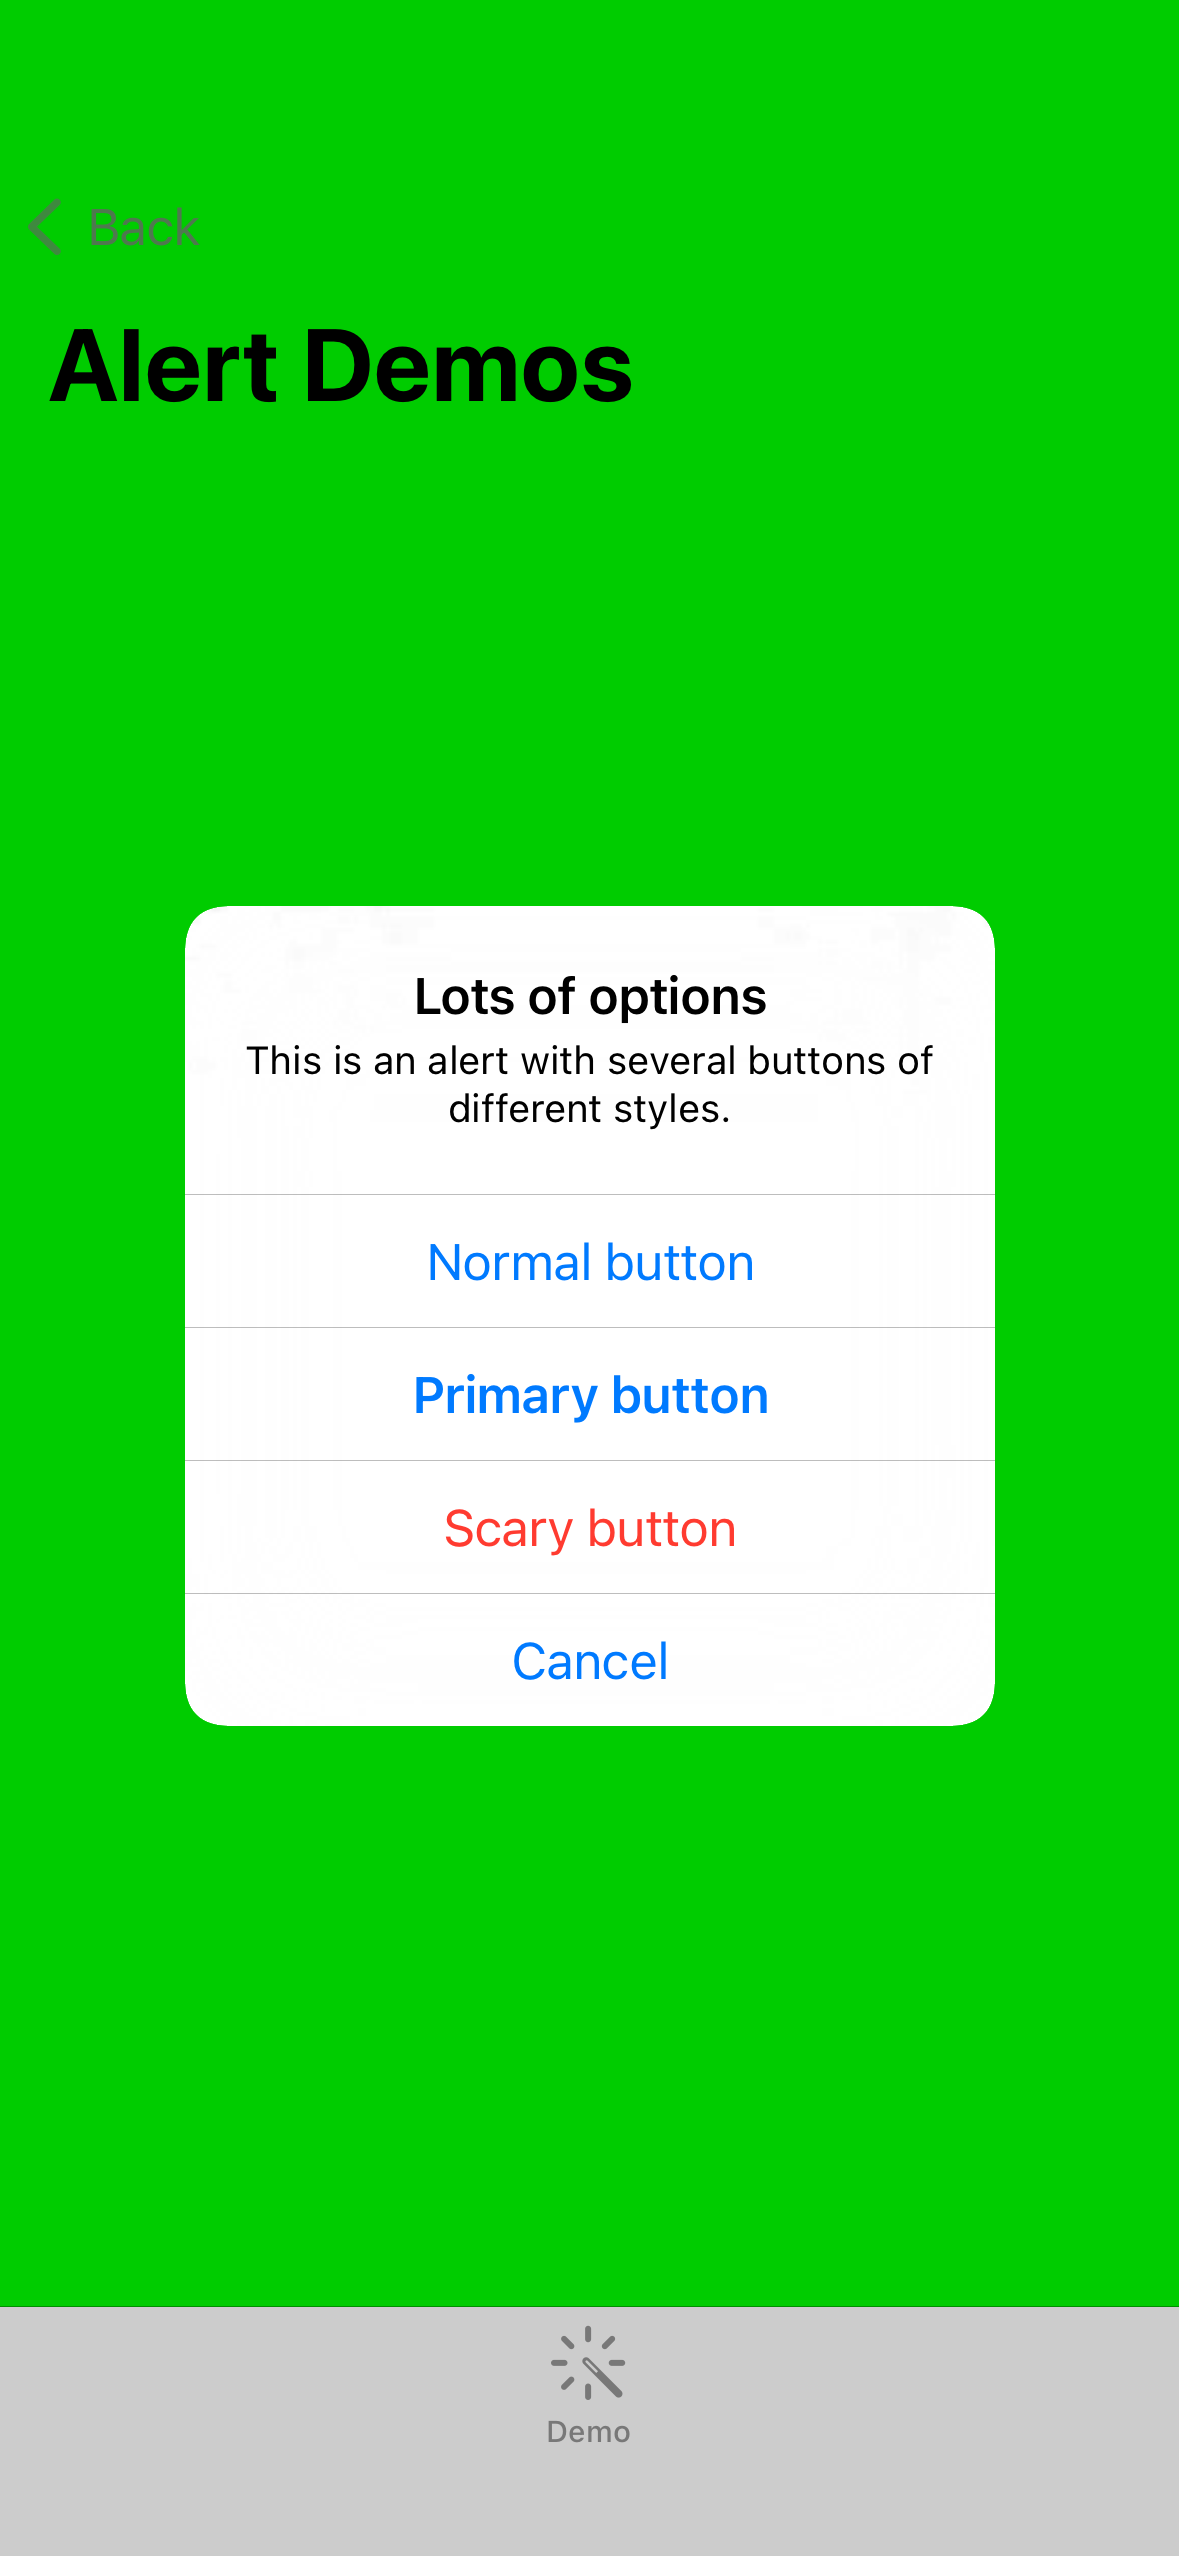 Back
Alert Demos
Lots of options
This is an alert with several buttons of
different styles.
Normal button
Primary button
Scary button
Cancel
Demo